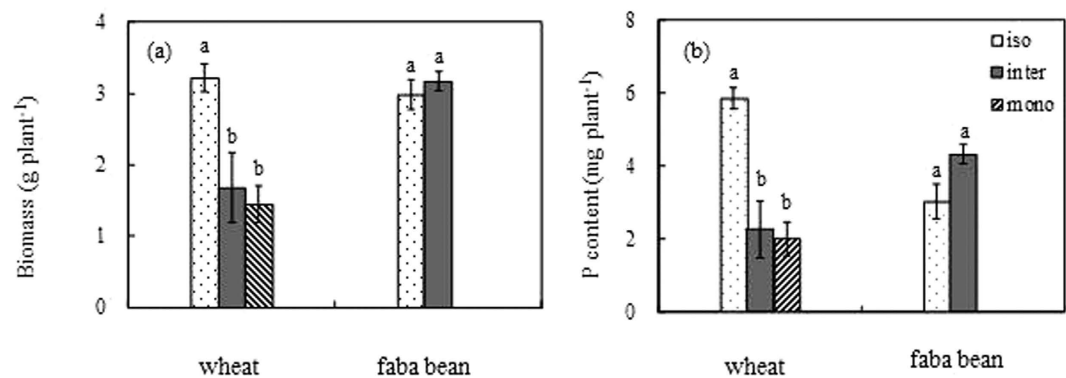 4
3
2
1
0
Biomass (g plant-1)
(a)
a
b
b
a
a
wheat
faba bean
8
6
4
2
0
P content (mg plant-1)
(b)
a
b
b
a
a
iso
inter
mono
wheat
faba bean